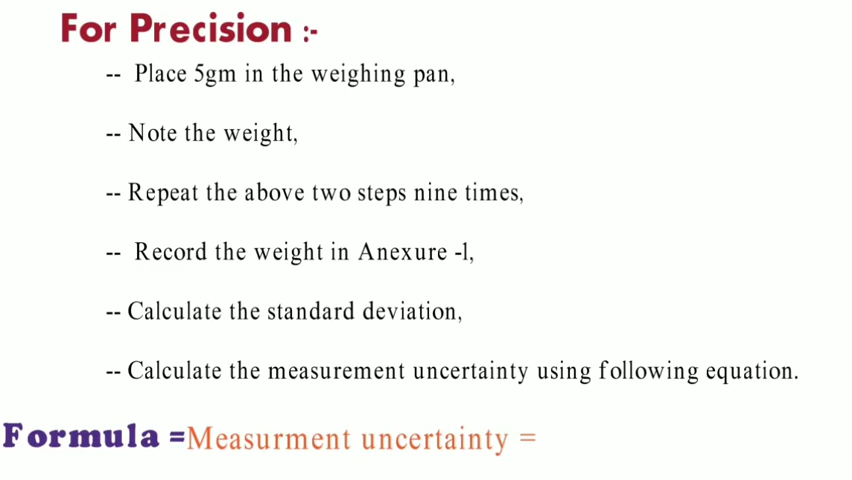 For Precision :-
-- Place 5gm in the weighing pan,
-- Note the weight,
-- Repeat the above two steps nine times,
-- Record the weight in Anexure -l,
-- Calculate the standard deviation,
-- Calculate the measurement uncertainty using following equation.
Formula =Measurment uncertainty =